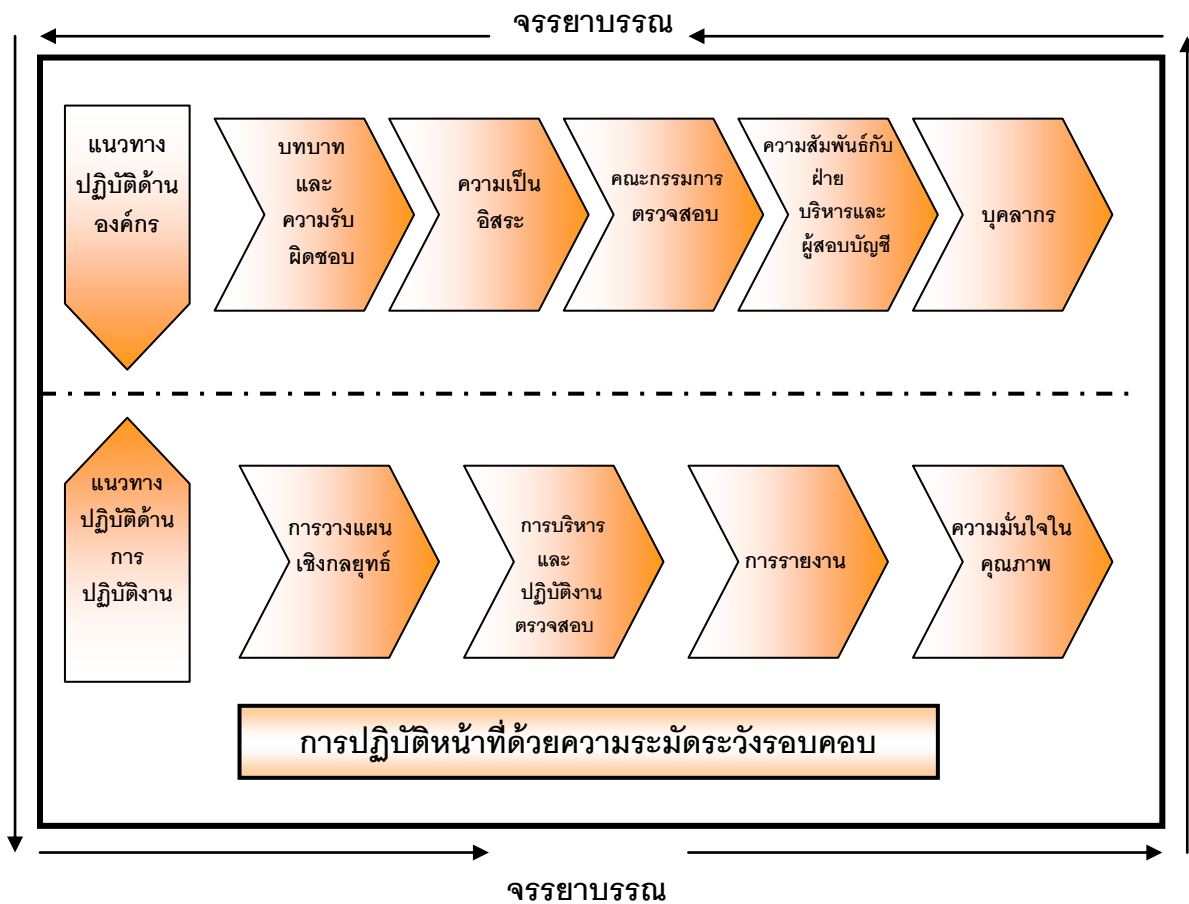 จรรยาบรรณ
แนวทาง
ปฏิบัติด้าน
องค์กร
บทบาท
และ
ความรับ
ผิดชอบ
ความเป็น
อิสระ
คณะกรรมการ
ตรวจสอบ
ความสัมพันธ์กับ
ฝ่าย
บริหารและ
ผู้สอบบัญชี
บุคลากร
แนวทาง
ปฏิบัติด้าน
การ
ปฏิบัติงาน
การวางแผน
เชิงกลยุทธ์
การบริหาร
และ
ปฏิบัติงาน
ตรวจสอบ
การรายงาน
ความมั่นใจใน
คุณภาพ
การปฏิบัติหน้าที่ด้วยความระมัดระวังรอบคอบ
จรรยาบรรณ